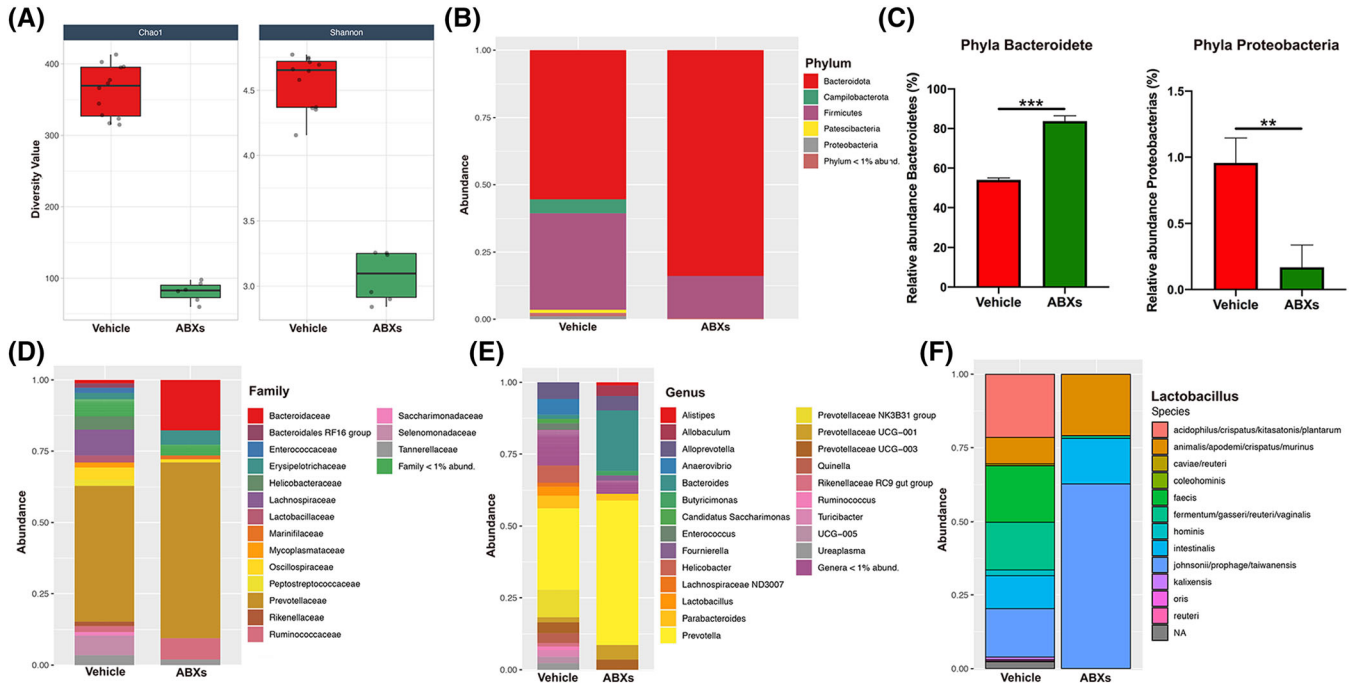 (A)
Chao1
Shannon
Diversity Value
400
300
200
100
4.5
4.0
4.5
3.0
Vehicle
ABXs
Vehicle
ABXs
(B)
Abundance
1.00
0.75
0.50
0.25
0.00
Vehicle
ABXs
Phylum
Bacteroidota
Campilobacterota
Firmicutes
Patescibacteria
Proteobacteria
Phylum < 1% abund.
(C)
Phyla Bacteroidete
Relative abundance Bacteroidetes (%)
100
80
60
40
20
0
***
Vehicle
ABXs
Phyla Proteobacteria
Relative abundance Proteobacterias (%)
1.5
1.0
0.5
0.0
**
Vehicle
ABXs
(D)
Abundance
1.00
0.75
0.50
0.25
0.00
Vehicle
ABXs
Family
Bacteroidaceae
Bacteroidales RF16 group
Enterococcaceae
Erysipelotrichaceae
Helicobacteraceae
Lachnospiraceae
Lactobacillaceae
Marinifilaceae
Mycoplasmataceae
Oscillospiraceae
Peptostreptococcaceae
Prevotellaceae
Rikenellaceae
Ruminococcaceae
Saccharimonadaceae
Selenomonadaceae
Tannerellaceae
Family < 1% abund.
(E)
Abundance
1.00
0.75
0.50
0.25
0.00
Vehicle
ABXs
Genus
Alistipes
Allobaculum
Alloprevotella
Anaerovibrio
Bacteroides
Butyricimonas
Candidatus Saccharimonas
Enterococcus
Fournierella
Helicobacter
Lachnospiraceae ND3007
Lactobacillus
Parabacteroides
Prevotella
Prevotellaceae NK3B31 group
Prevotellaceae UCG-001
Prevotellaceae UCG-003
Quinella
Rikenellaceae RC9 gut group
Ruminococcus
Turicibacter
UCG-005
Ureaplasma
Genera < 1% abund.
(F)
Abundance
1.00
0.75
0.50
0.25
0.00
Vehicle
ABXs
Lactobacillus
Species
acidophilus/crispatus/kitasatonis/plantarum
animalis/apodemi/crispatus/murinus
caviae/reuteri
coleohominis
faecis
fermentum/gasseri/reuteri/vaginalis
hominis
intestinalis
johnsonii/prophage/taiwanensis
kalixensis
oris
reuteri
NA